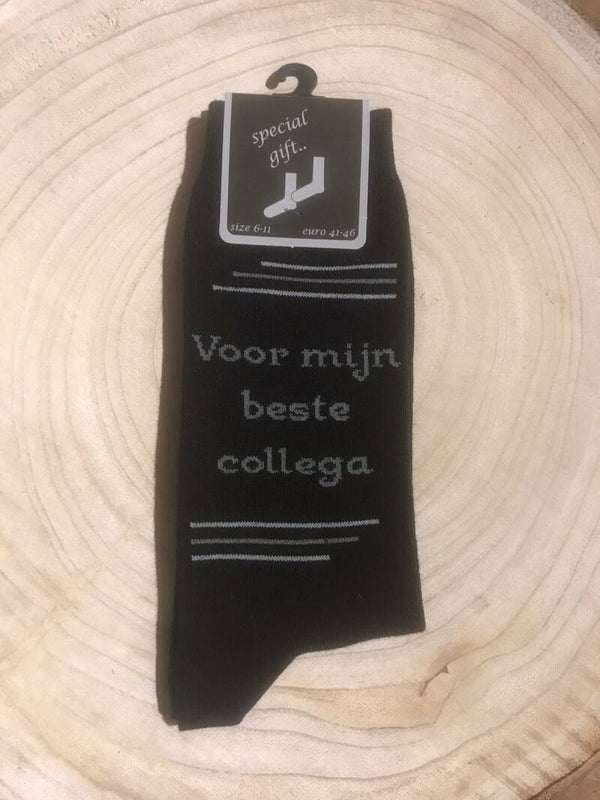 special
gift..
size 6-11 euro 41-46
Voor mijn
beste
collega